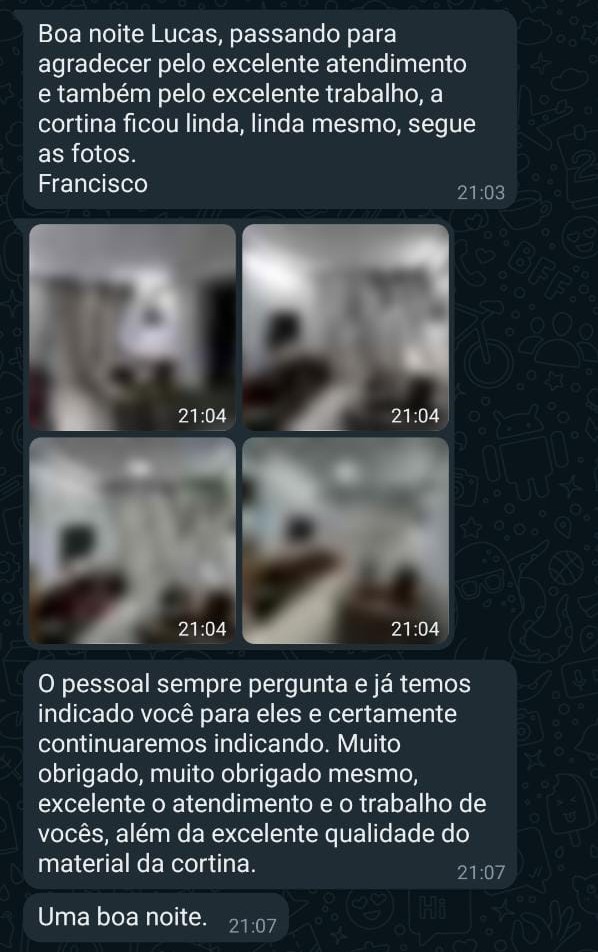 Boa noite Lucas, passando para
agradecer pelo excelente atendimento
e também pelo excelente trabalho, a
cortina ficou linda, linda mesmo, segue
as fotos.
Francisco
21:03
21:04
21:04
21:04
21:04
O pessoal sempre pergunta e já temos
indicado você para eles e certamente
continuaremos indicando. Muito
obrigado, muito obrigado mesmo,
excelente o atendimento e o trabalho de
vocês, além da excelente qualidade do
material da cortina.
21:07
Uma boa noite.
21:07